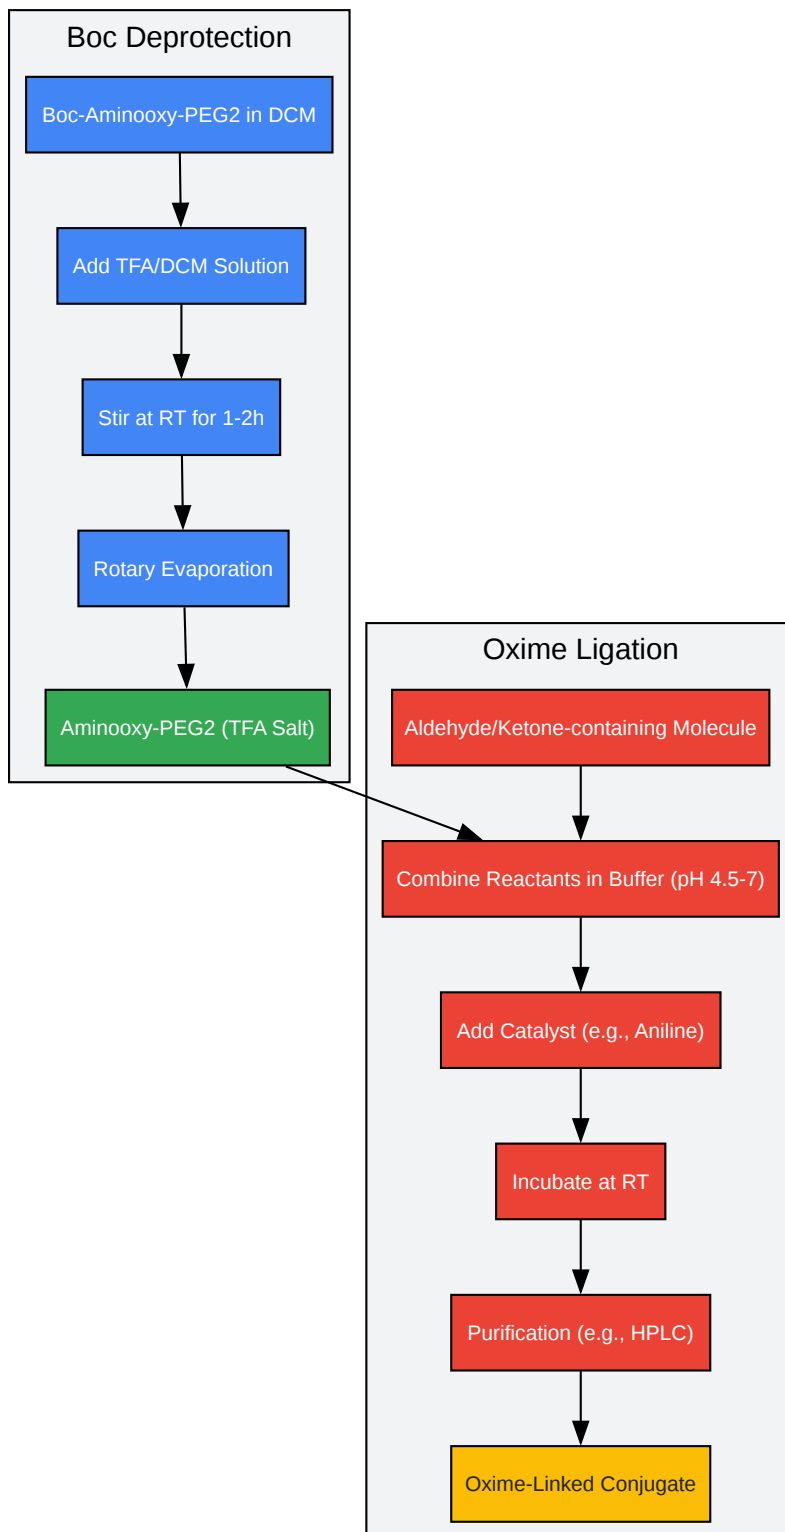 Boc Deprotection
Boc-Aminooxy-PEG2 in DCM
Add TFA/DCM Solution
Stir at RT for 1-2h
Rotary Evaporation
Aminooxy-PEG2 (TFA Salt)
Oxime Ligation
Aldehyde/Ketone-containing Molecule
Combine Reactants in Buffer (pH 4.5-7)
Add Catalyst (e.g., Aniline)
Incubate at RT
Purification (e.g., HPLC)
Oxime-Linked Conjugate